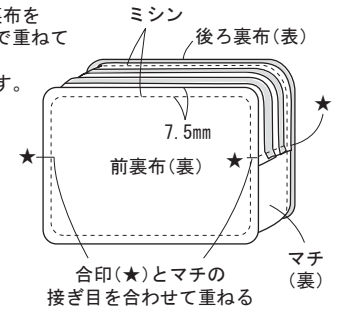 裏布を
で重ねて
す。
ミシン
後ろ裏布(表)
★
7.5mm
★
前裏布(裏)
★
マチ
(裏)
合印(★)とマチの
接ぎ目を合わせて重ねる